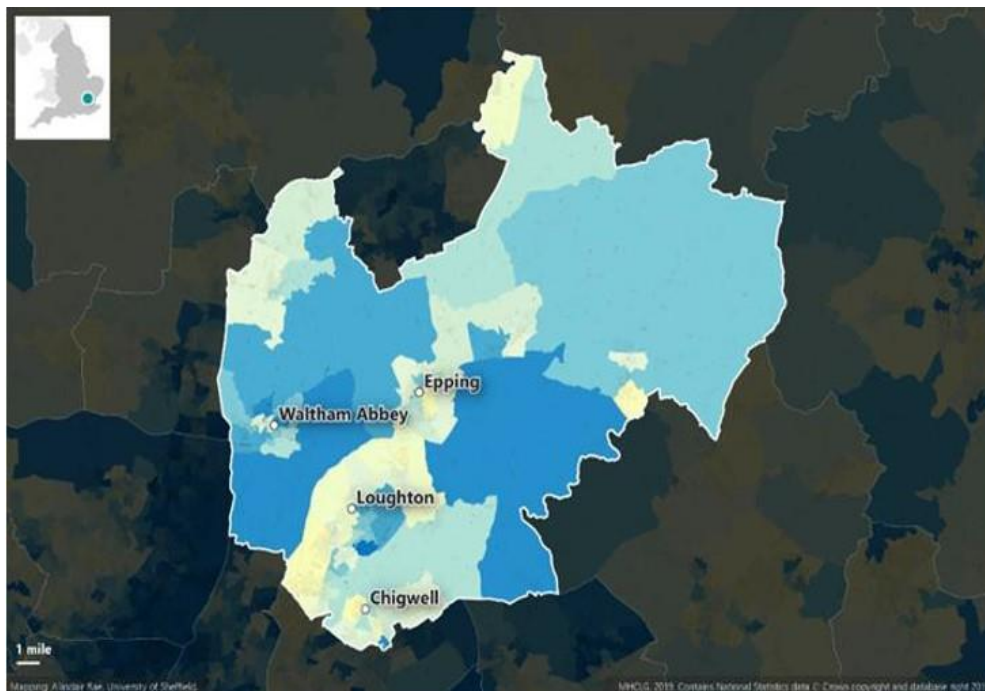 Epping
Waltham Abbey
Loughton
Chigwell
1 mile
Mapping: Alasdair Rae, University of Sheffield.
MHCLG, 2019. Contains National Statistics data © Crown copyright and database right 201